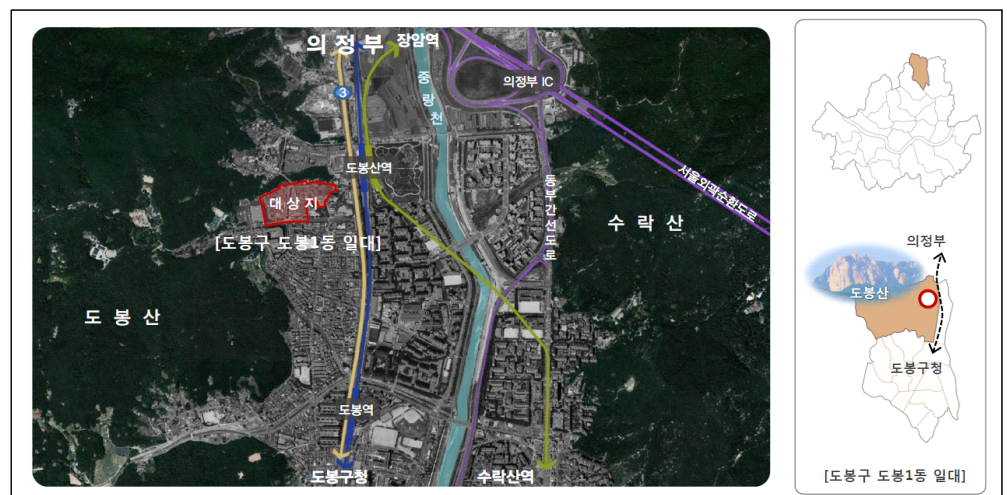 의정부
장암역
3
중랑천
의정부 IC
도봉산역
서울외곽순환도로
동부간선도로
대상지
수락산
[도봉구 도봉1동 일대]
도봉산
도봉역
도봉구청
수락산역
의정부
도봉산
도봉구청
[도봉구 도봉1동 일대]